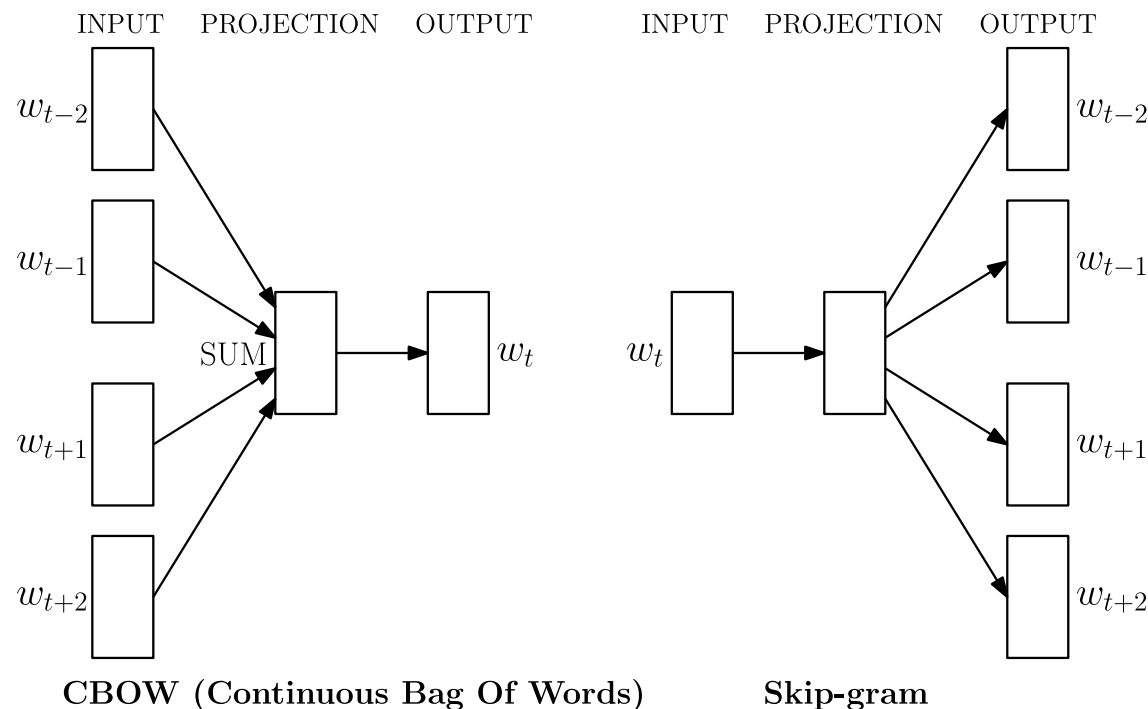 INPUT PROJECTION OUTPUT INPUT PROJECTION OUTPUT
w_{t-2} w_{t-2}
w_{t-1} w_{t-1}
SUM w_t w_t
w_{t+1} w_{t+1}
w_{t+2} w_{t+2}
CBOW (Continuous Bag Of Words) Skip-gram